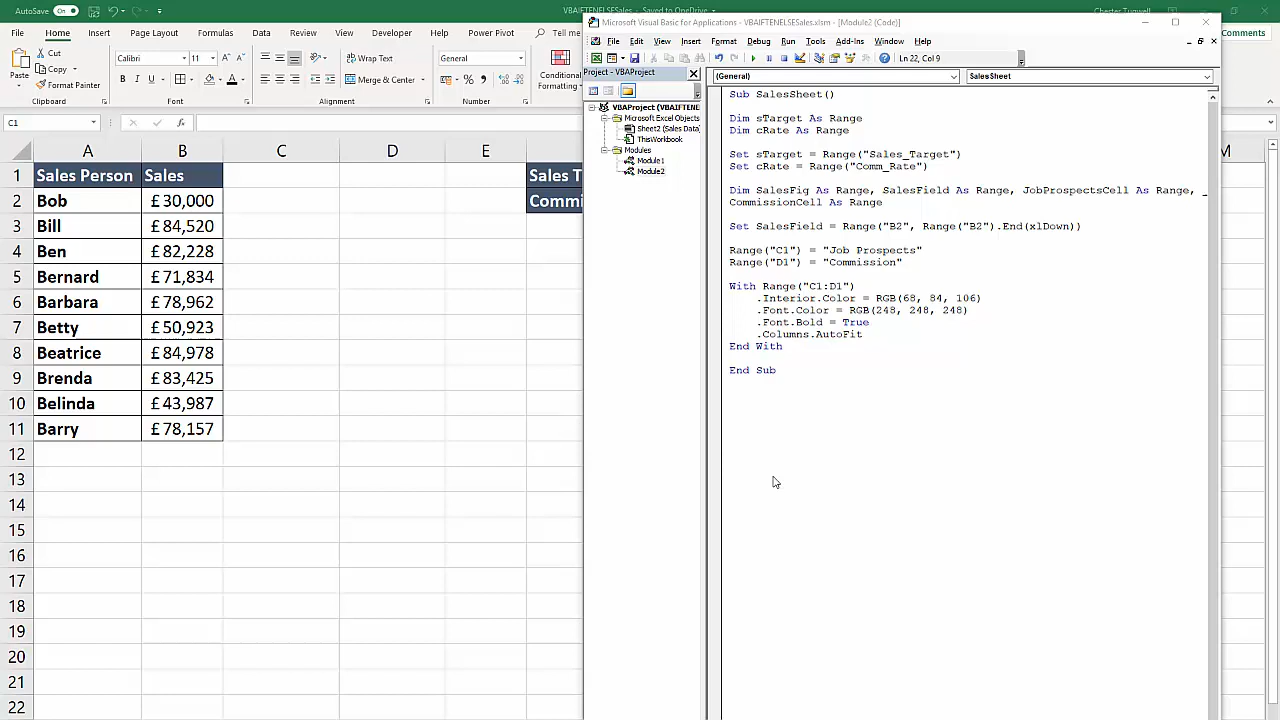 AutoSave On
VBAIFTENELSESales - Saved to OneDrive
Chester Tugwell
File Home Insert Page Layout Formulas Data Review View Developer Help Power Pivot Tell me
Comments
Paste
Cut
Copy
Format Painter
Clipboard
Calibri 11
B I U
Font
Wrap Text
Merge & Center
Alignment
General
Number
Conditional
Formatting
C1
fx
A B C D E M
1 Sales Person Sales Sales T
2 Bob £ 30,000 Commi
3 Bill £ 84,520
4 Ben £ 82,228
5 Bernard £ 71,834
6 Barbara £ 78,962
7 Betty £ 50,923
8 Beatrice £ 84,978
9 Brenda £ 83,425
10 Belinda £ 43,987
11 Barry £ 78,157
12
13
14
15
16
17
18
19
20
21
22
Microsoft Visual Basic for Applications - VBAIFTENELSESales.xlsm - [Module2 (Code)]
File Edit View Insert Format Debug Run Tools Add-Ins Window Help
Ln 22, Col 9
Project - VBAProject
VBAProject (VBAIFTENE
Microsoft Excel Objects
Sheet2 (Sales Data)
ThisWorkbook
Modules
Module1
Module2
(General) SalesSheet
Sub SalesSheet()
Dim sTarget As Range
Dim cRate As Range
Set sTarget = Range("Sales_Target")
Set cRate = Range("Comm_Rate")
Dim SalesFig As Range, SalesField As Range, JobProspectsCell As Range, _
CommissionCell As Range
Set SalesField = Range("B2", Range("B2").End(xlDown))
Range("C1") = "Job Prospects"
Range("D1") = "Commission"
With Range("C1:D1")
.Interior.Color = RGB(68, 84, 106)
.Font.Color = RGB(248, 248, 248)
.Font.Bold = True
.Columns.AutoFit
End With
End Sub